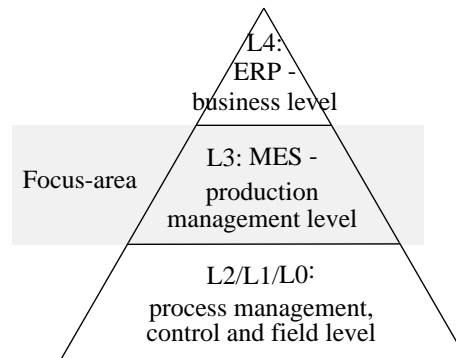 L4:
ERP -
business level
L3: MES -
Focus-area
production
management level
L2/L1/L0:
process management,
control and field level